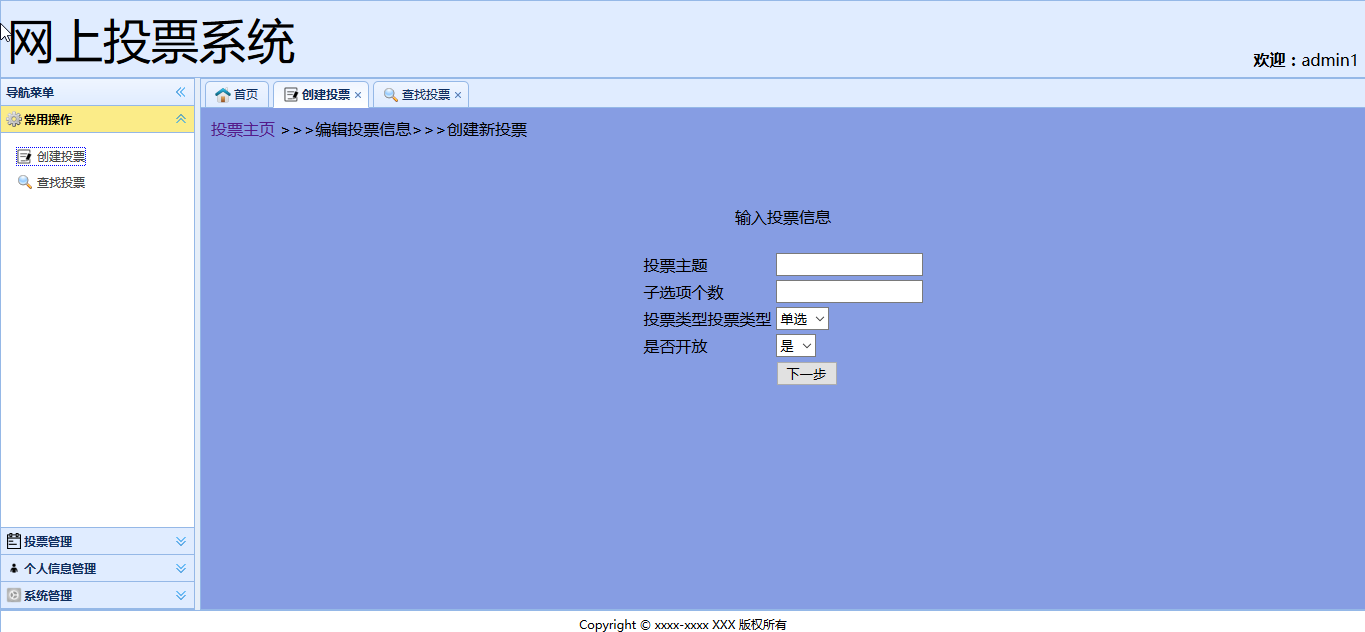 网上投票系统
欢迎：admin1
导航菜单
常用操作
创建投票
查找投票
投票管理
个人信息管理
系统管理
首页 创建投票 × 查找投票 ×
投票主页 >>>编辑投票信息>>>创建新投票
输入投票信息
投票主题
子选项个数
投票类型投票类型 单选
是否开放 是
下一步
Copyright © xxxx-xxxx XXX 版权所有